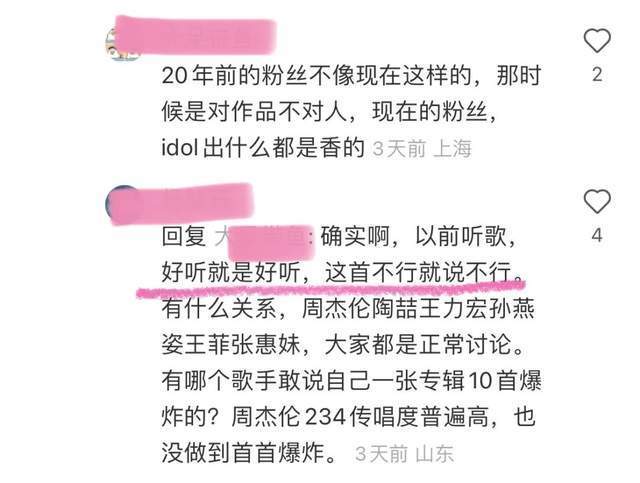 20年前的粉丝不像现在这样的，那时
2
候是对作品不对人，现在的粉丝，
idol出什么都是香的 3天前 上海
回复 大 : 确实啊，以前听歌，
4
好听就是好听，这首不行就说不行。
有什么关系，周杰伦陶喆王力宏孙燕
姿王菲张惠妹，大家都是正常讨论。
有哪个歌手敢说自己一张专辑10首爆
炸的？周杰伦234传唱度普遍高，也
没做到首首爆炸。 3天前 山东